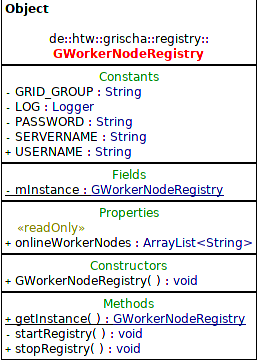 Object
de::htw::grischa::registry::
GWorkerNodeRegistry
Constants
- GRID_GROUP : String
- LOG : Logger
- PASSWORD : String
- SERVERNAME : String
+ USERNAME : String
Fields
- mInstance : GWorkerNodeRegistry
Properties
«readOnly»
+ onlineWorkerNodes : ArrayList<String>
Constructors
+ GWorkerNodeRegistry( ) : void
Methods
+ getInstance( ) : GWorkerNodeRegistry
- startRegistry( ) : void
+ stopRegistry( ) : void